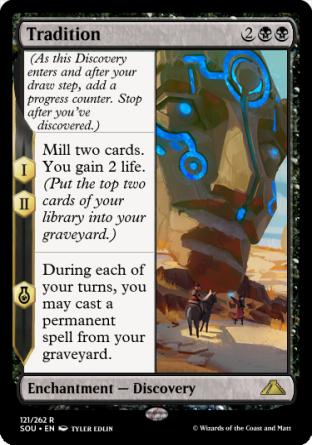 Tradition 2
(As this Discovery
enters and after your
draw step, add a
progress counter. Stop
after you've
discovered.)
I
II
Mill two cards.
You gain 2 life.
(Put the top two
cards of your
library into your
graveyard.)
During each of
your turns, you
may cast a
permanent
spell from your
graveyard.
Enchantment — Discovery
121/262 R
SOU • EN TYLER EDLIN
© Wizards of the Coast and Matt